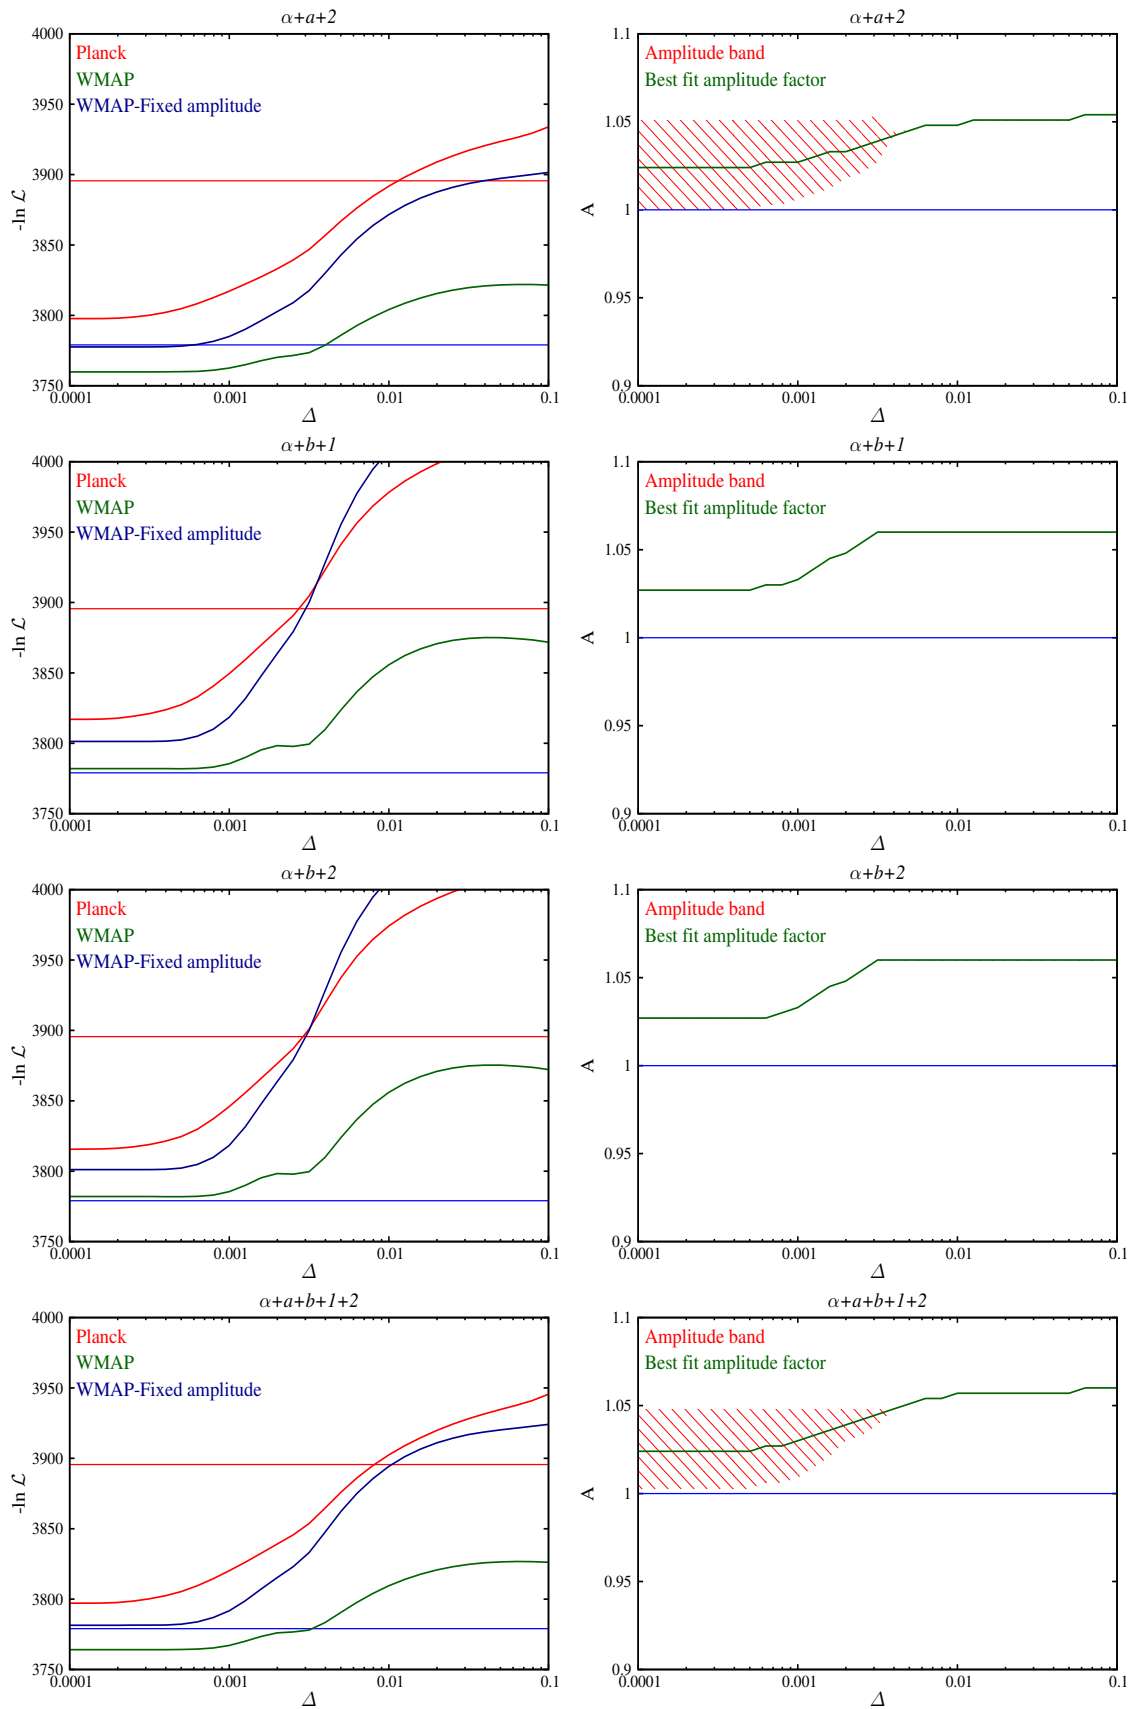 α+a+2
4000
Planck
WMAP
3950
WMAP-Fixed amplitude
3900
-ln ℒ
3850
3800
3750
0.0001
0.001
0.01
0.1
Δ
α+a+2
1.1
Amplitude band
Best fit amplitude factor
1.05
A
1
0.95
0.9
0.0001
0.001
0.01
0.1
Δ
α+b+1
4000
Planck
WMAP
3950
WMAP-Fixed amplitude
3900
-ln ℒ
3850
3800
3750
0.0001
0.001
0.01
0.1
Δ
α+b+1
1.1
Amplitude band
Best fit amplitude factor
1.05
A
1
0.95
0.9
0.0001
0.001
0.01
0.1
Δ
α+b+2
4000
Planck
WMAP
3950
WMAP-Fixed amplitude
3900
-ln ℒ
3850
3800
3750
0.0001
0.001
0.01
0.1
Δ
α+b+2
1.1
Amplitude band
Best fit amplitude factor
1.05
A
1
0.95
0.9
0.0001
0.001
0.01
0.1
Δ
α+a+b+1+2
4000
Planck
WMAP
3950
WMAP-Fixed amplitude
3900
-ln ℒ
3850
3800
3750
0.0001
0.001
0.01
0.1
Δ
α+a+b+1+2
1.1
Amplitude band
Best fit amplitude factor
1.05
A
1
0.95
0.9
0.0001
0.001
0.01
0.1
Δ